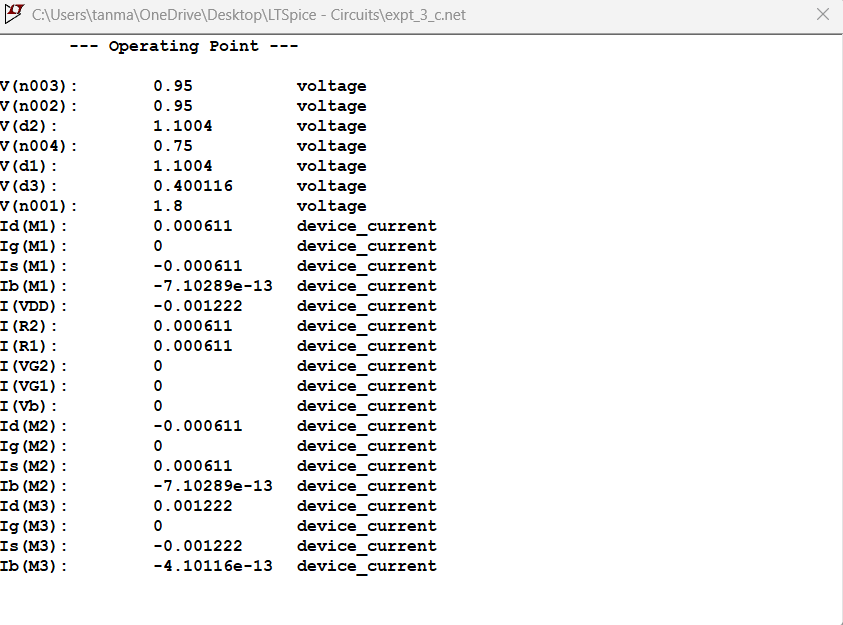 C:\Users\tanma\OneDrive\Desktop\LTSpice - Circuits\expt_3_c.net
--- Operating Point ---
V(n003): 0.95 voltage
V(n002): 0.95 voltage
V(d2): 1.1004 voltage
V(n004): 0.75 voltage
V(d1): 1.1004 voltage
V(d3): 0.400116 voltage
V(n001): 1.8 voltage
Id(M1): 0.000611 device_current
Ig(M1): 0 device_current
Is(M1): -0.000611 device_current
Ib(M1): -7.10289e-13 device_current
I(VDD): -0.001222 device_current
I(R2): 0.000611 device_current
I(R1): 0.000611 device_current
I(VG2): 0 device_current
I(VG1): 0 device_current
I(Vb): 0 device_current
Id(M2): -0.000611 device_current
Ig(M2): 0 device_current
Is(M2): 0.000611 device_current
Ib(M2): -7.10289e-13 device_current
Id(M3): 0.001222 device_current
Ig(M3): 0 device_current
Is(M3): -0.001222 device_current
Ib(M3): -4.10116e-13 device_current